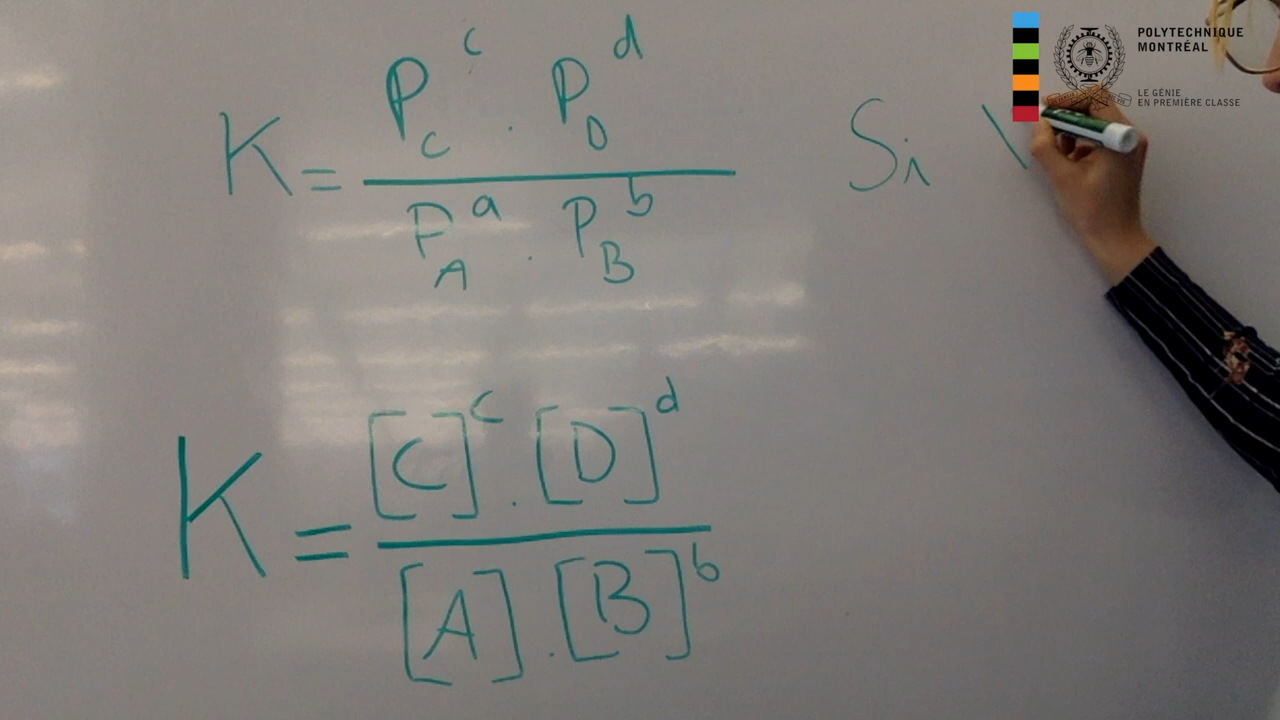 K = P_C^c . P_D^d / P_A^a . P_B^b
Si
K = [C]^c . [D]^d / [A] . [B]^b
POLYTECHNIQUE
MONTRÉAL
LE GÉNIE
EN PREMIÈRE CLASSE